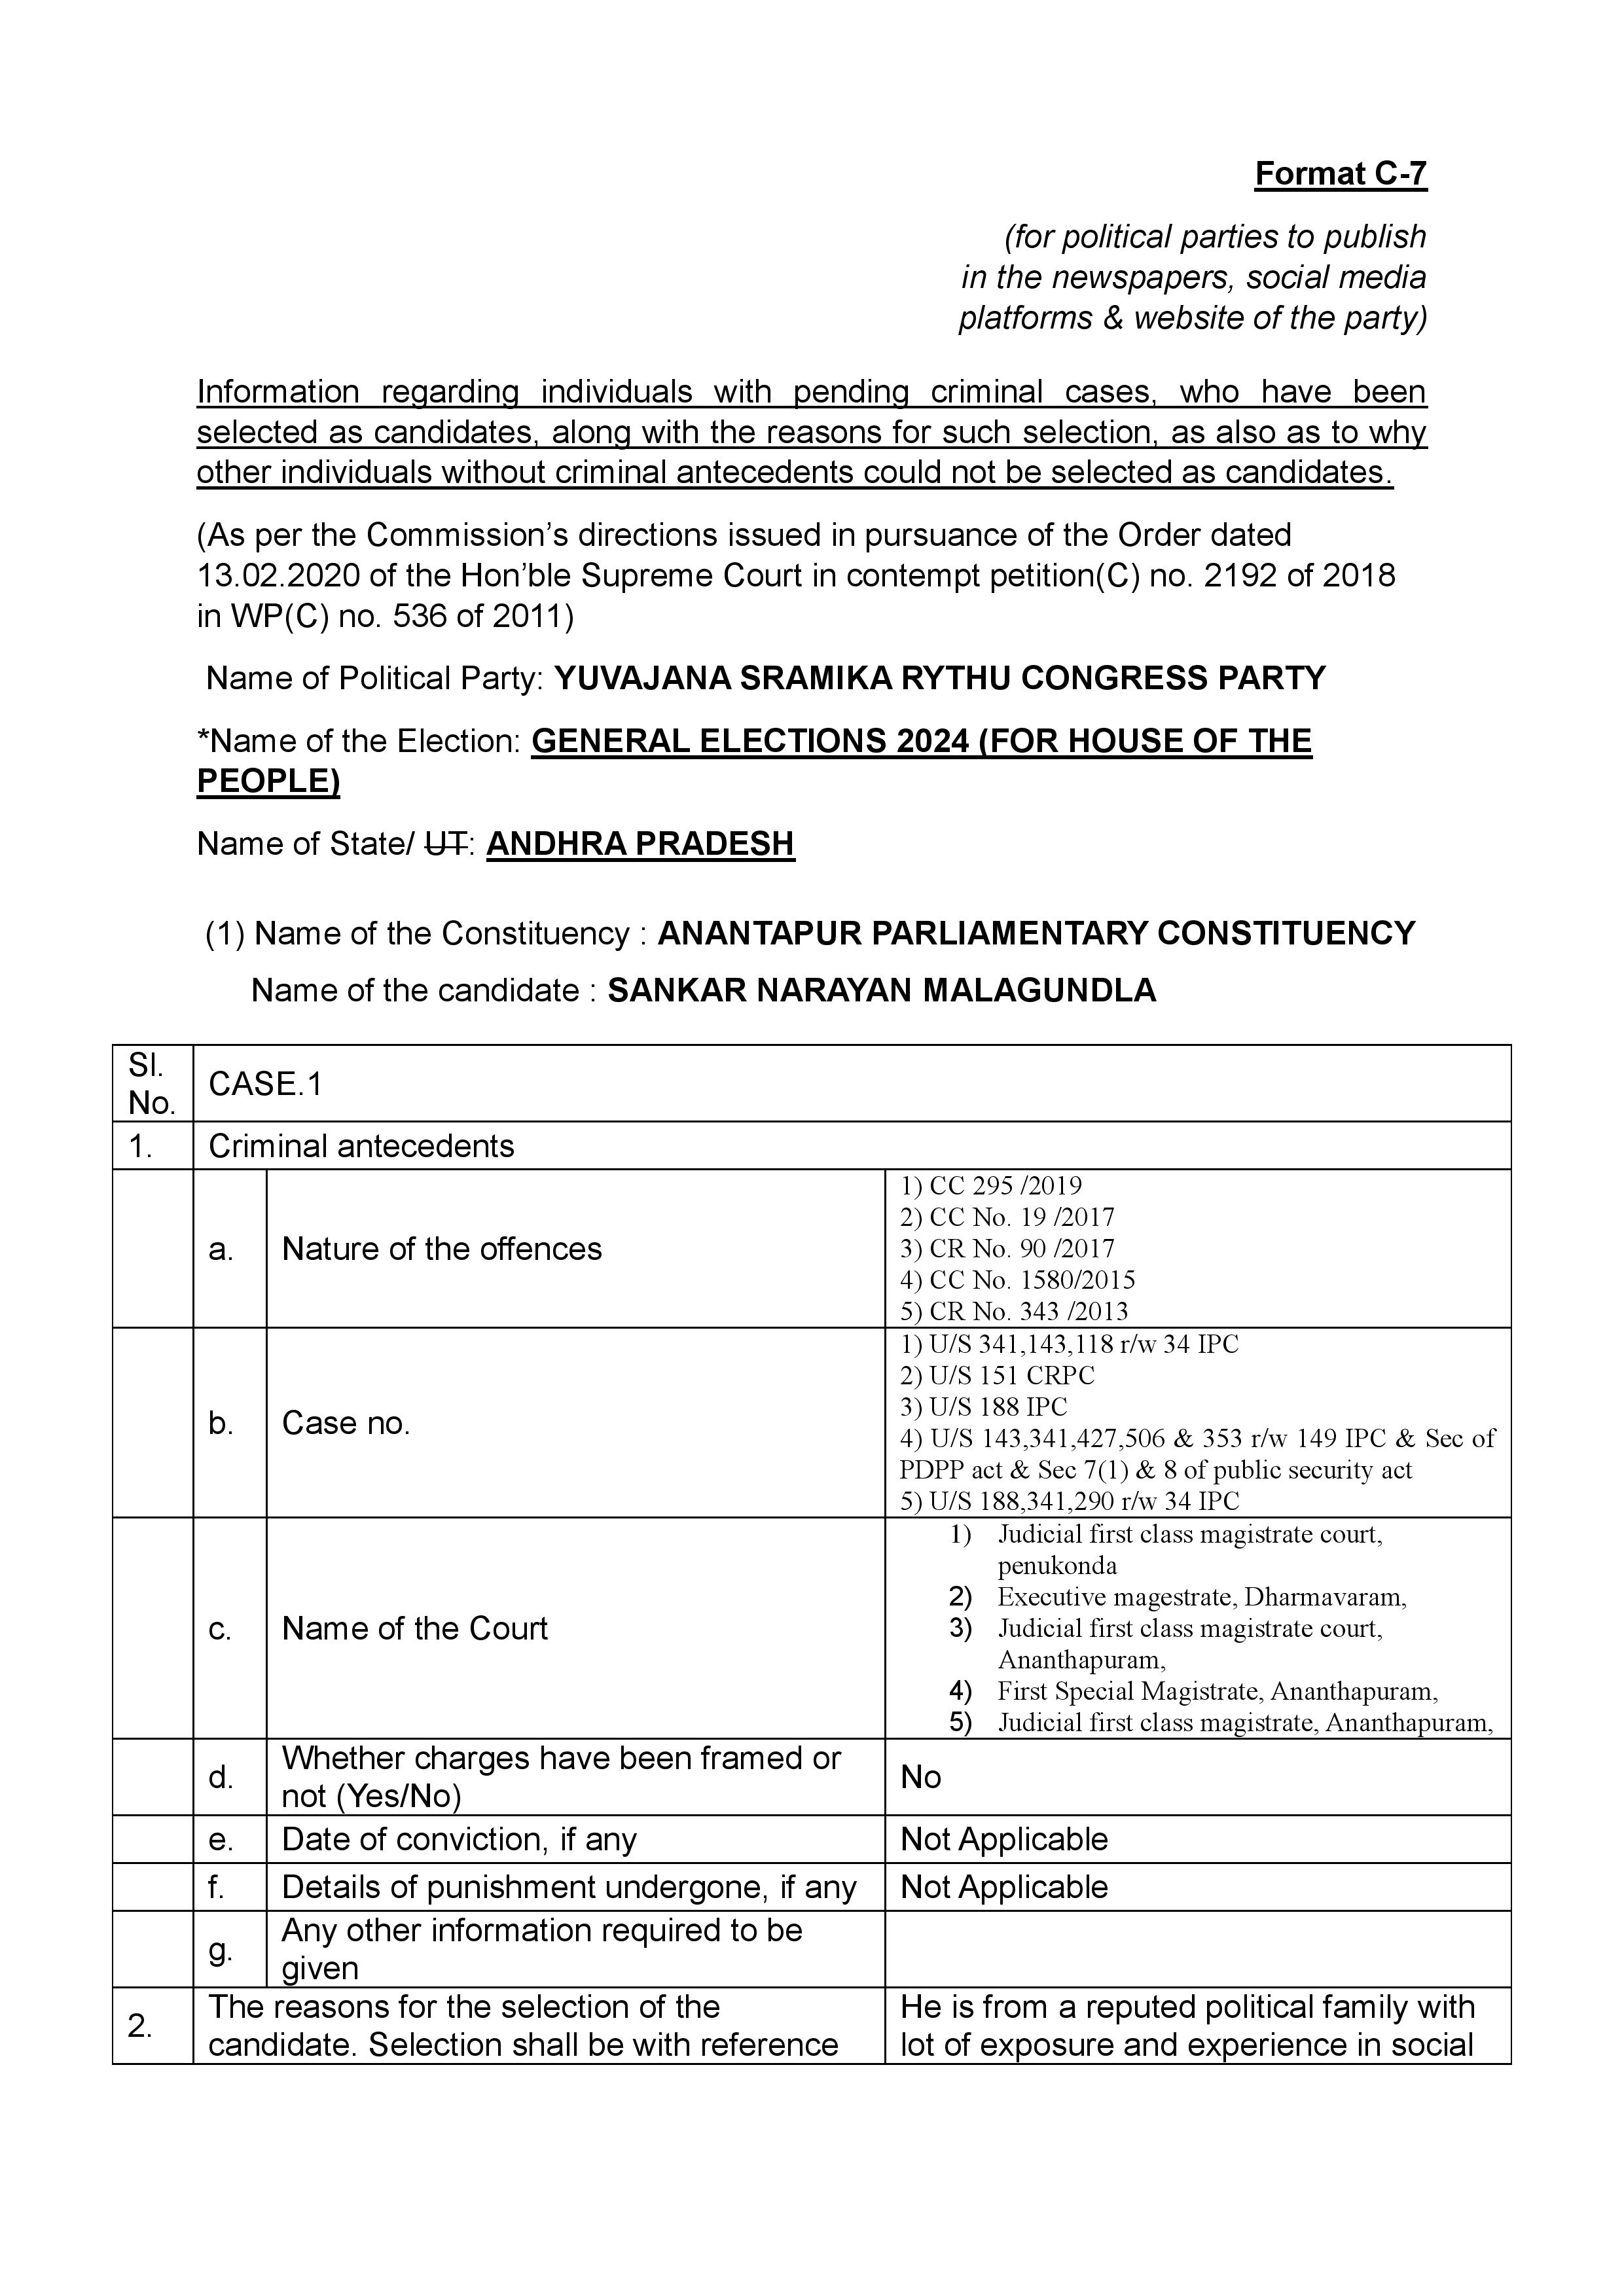 Format C-7
(for political parties to publish
in the newspapers, social media
platforms & website of the party)
Information regarding individuals with pending criminal cases, who have been
selected as candidates, along with the reasons for such selection, as also as to why
other individuals without criminal antecedents could not be selected as candidates.
(As per the Commission’s directions issued in pursuance of the Order dated
13.02.2020 of the Hon’ble Supreme Court in contempt petition(C) no. 2192 of 2018
in WP(C) no. 536 of 2011)
Name of Political Party: YUVAJANA SRAMIKA RYTHU CONGRESS PARTY
*Name of the Election: GENERAL ELECTIONS 2024 (FOR HOUSE OF THE
PEOPLE)
Name of State/ UT: ANDHRA PRADESH
(1) Name of the Constituency : ANANTAPUR PARLIAMENTARY CONSTITUENCY
Name of the candidate : SANKAR NARAYAN MALAGUNDLA
Sl.
No.
CASE.1
1.
Criminal antecedents
a.
Nature of the offences
1) CC 295 /2019
2) CC No. 19 /2017
3) CR No. 90 /2017
4) CC No. 1580/2015
5) CR No. 343 /2013
b.
Case no.
1) U/S 341,143,118 r/w 34 IPC
2) U/S 151 CRPC
3) U/S 188 IPC
4) U/S 143,341,427,506 & 353 r/w 149 IPC & Sec of
PDPP act & Sec 7(1) & 8 of public security act
5) U/S 188,341,290 r/w 34 IPC
c.
Name of the Court
1) Judicial first class magistrate court,
penukonda
2) Executive magestrate, Dharmavaram,
3) Judicial first class magistrate court,
Ananthapuram,
4) First Special Magistrate, Ananthapuram,
5) Judicial first class magistrate, Ananthapuram,
d.
Whether charges have been framed or
not (Yes/No)
No
e.
Date of conviction, if any
Not Applicable
f.
Details of punishment undergone, if any
Not Applicable
g.
Any other information required to be
given
2.
The reasons for the selection of the
candidate. Selection shall be with reference
He is from a reputed political family with
lot of exposure and experience in social